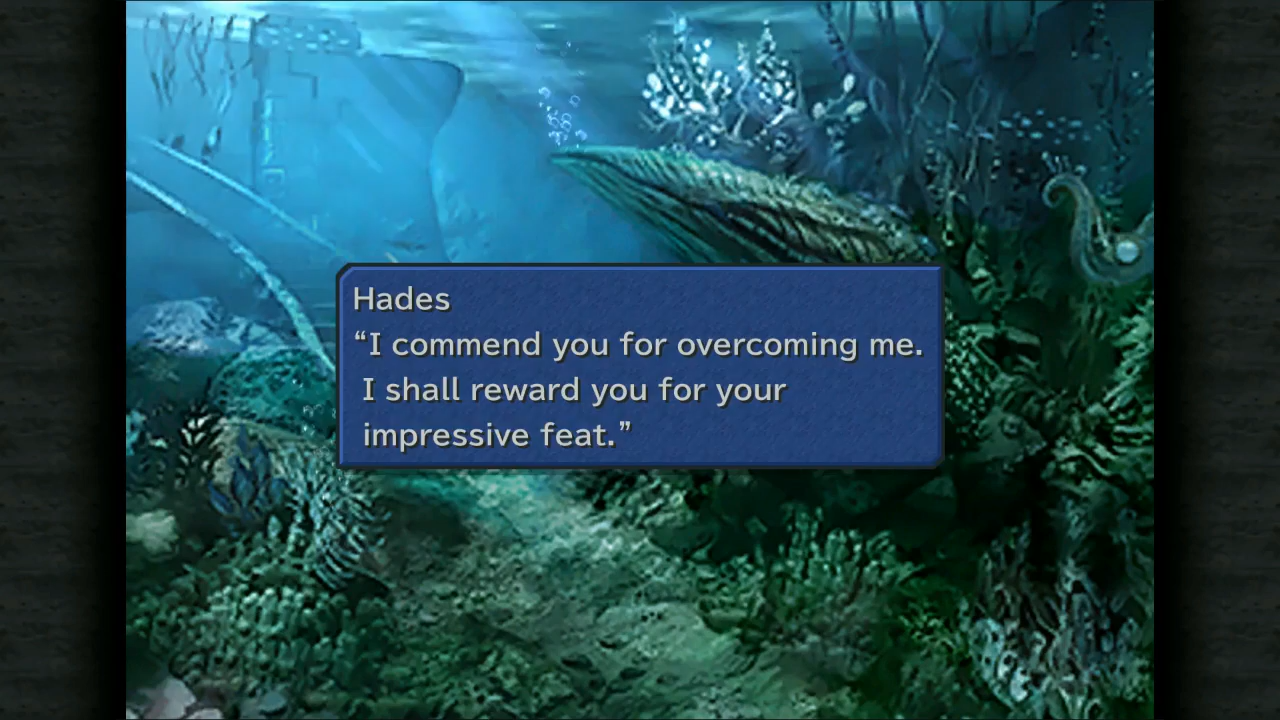 Hades
“I commend you for overcoming me.
I shall reward you for your
impressive feat.”